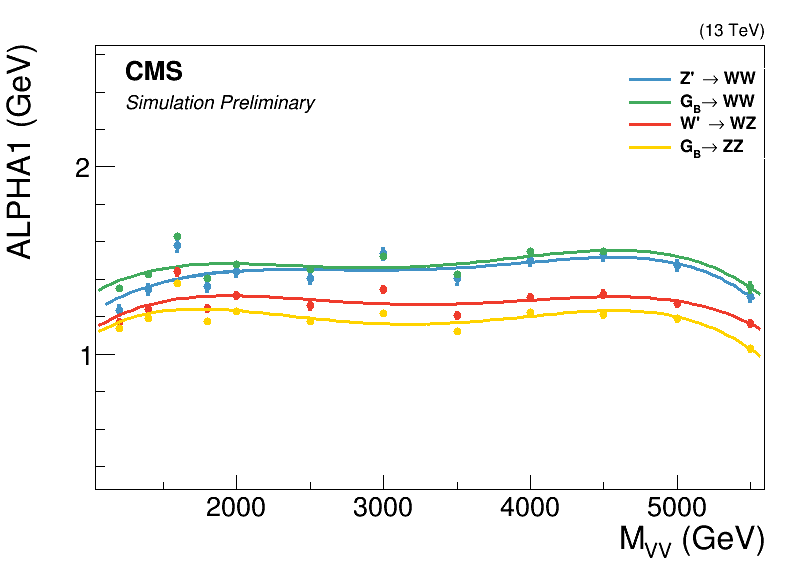 (13 TeV)
CMS
Simulation Preliminary
Z' → WW
G_B → WW
W' → WZ
G_B → ZZ
ALPHA1 (GeV)
2
1
2000 3000 4000 5000
M_VV (GeV)